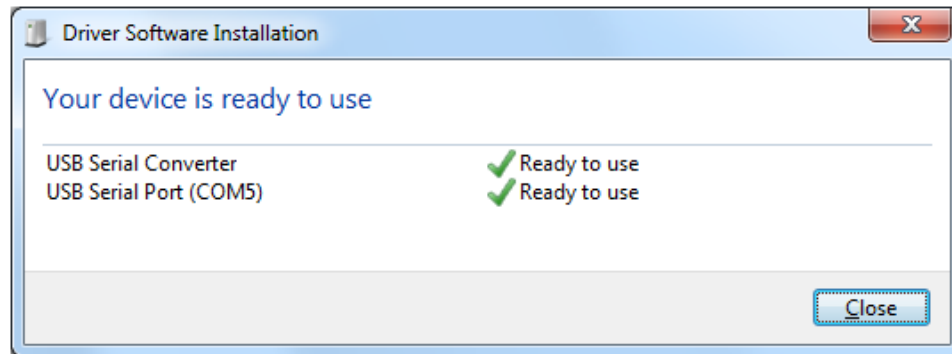 Driver Software Installation
Your device is ready to use
USB Serial Converter Ready to use
USB Serial Port (COM5) Ready to use
Close